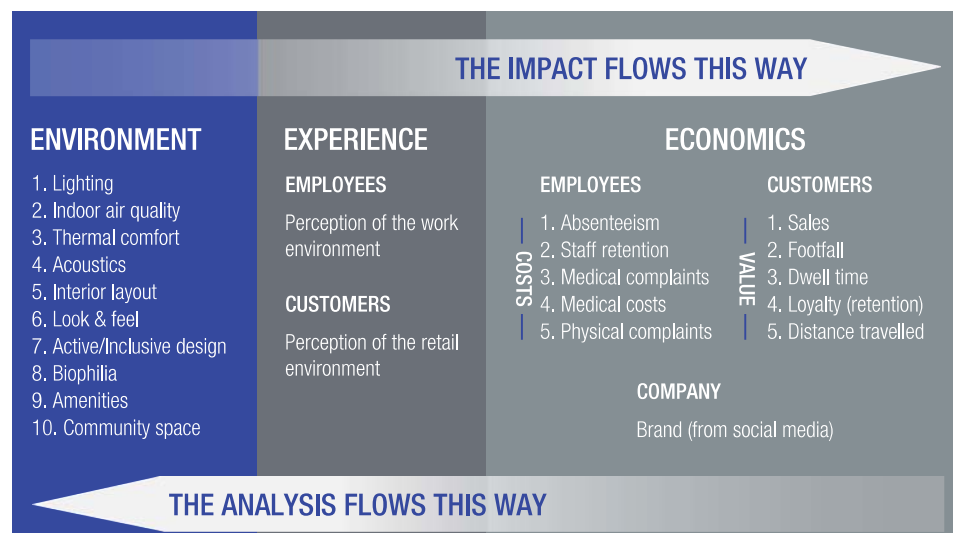 THE IMPACT FLOWS THIS WAY
ENVIRONMENT
1. Lighting
2. Indoor air quality
3. Thermal comfort
4. Acoustics
5. Interior layout
6. Look & feel
7. Active/Inclusive design
8. Biophilia
9. Amenities
10. Community space
EXPERIENCE
EMPLOYEES
Perception of the work
environment
CUSTOMERS
Perception of the retail
environment
ECONOMICS
EMPLOYEES
COSTS
1. Absenteeism
2. Staff retention
3. Medical complaints
4. Medical costs
5. Physical complaints
CUSTOMERS
VALUE
1. Sales
2. Footfall
3. Dwell time
4. Loyalty (retention)
5. Distance travelled
COMPANY
Brand (from social media)
THE ANALYSIS FLOWS THIS WAY